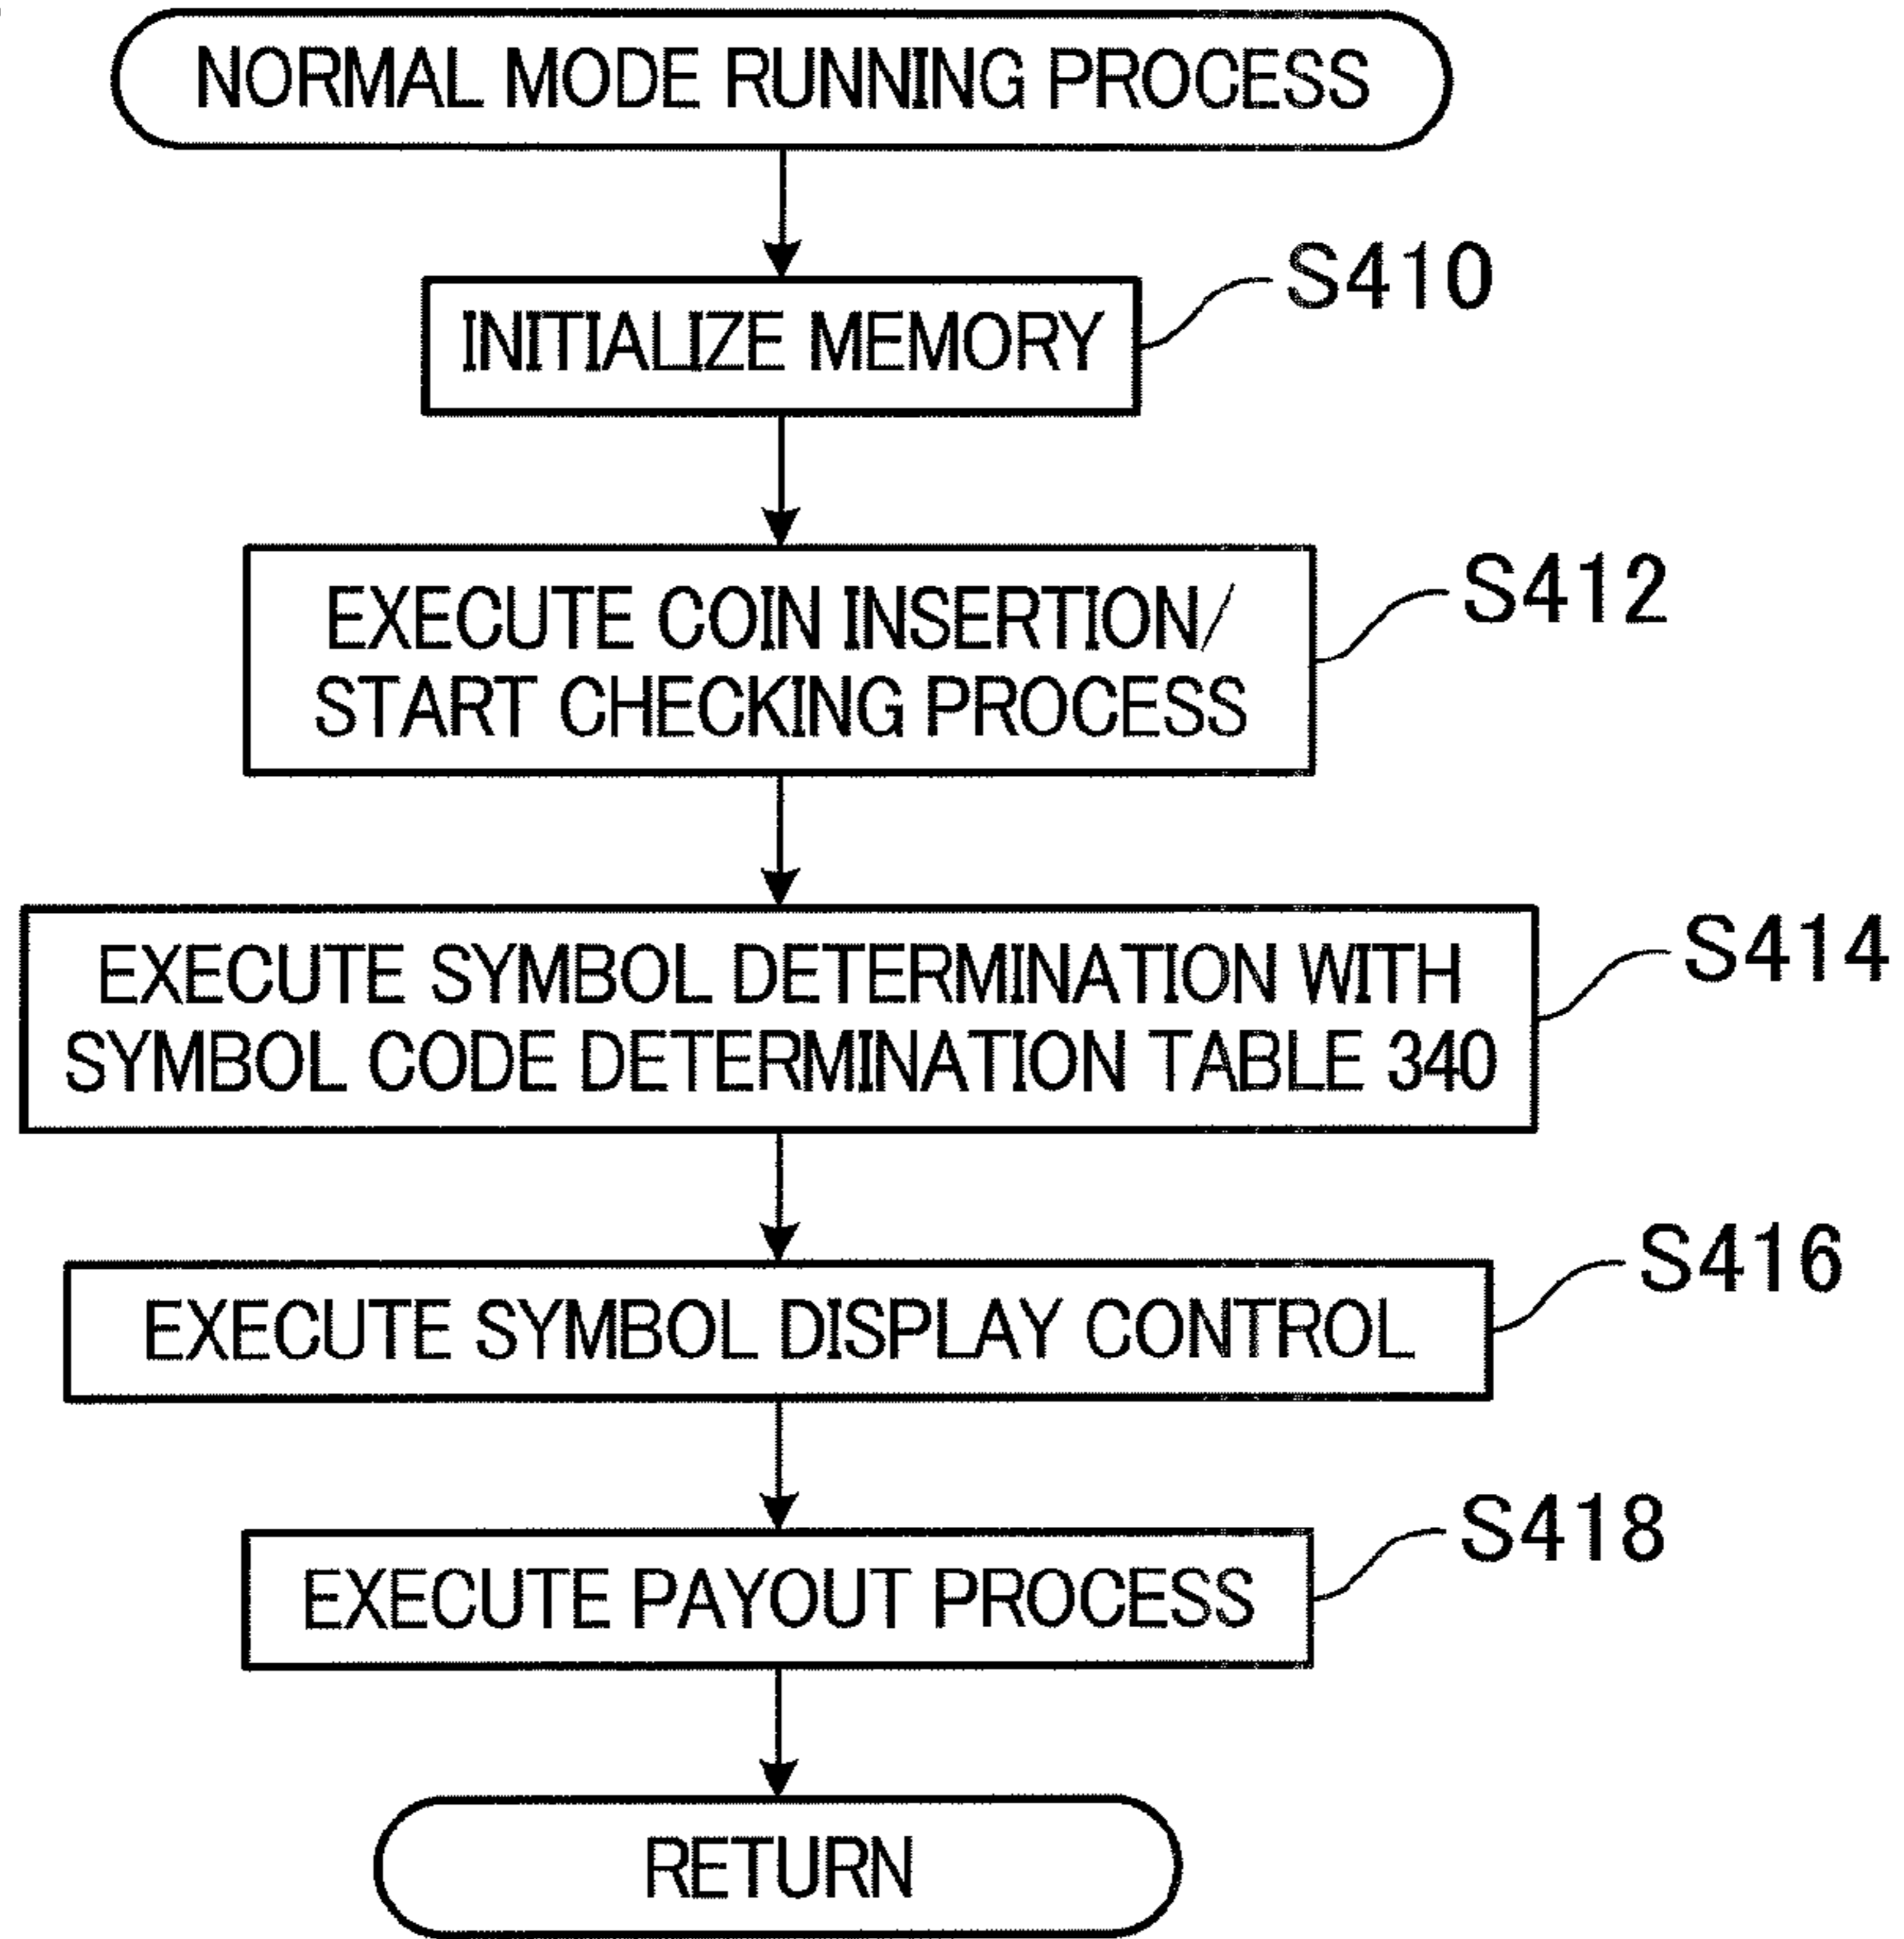 NORMAL MODE RUNNING PROCESS
S410
INITIALIZE MEMORY
S412
EXECUTE COIN INSERTION/
START CHECKING PROCESS
S414
EXECUTE SYMBOL DETERMINATION WITH
SYMBOL CODE DETERMINATION TABLE 340
S416
EXECUTE SYMBOL DISPLAY CONTROL
S418
EXECUTE PAYOUT PROCESS
RETURN